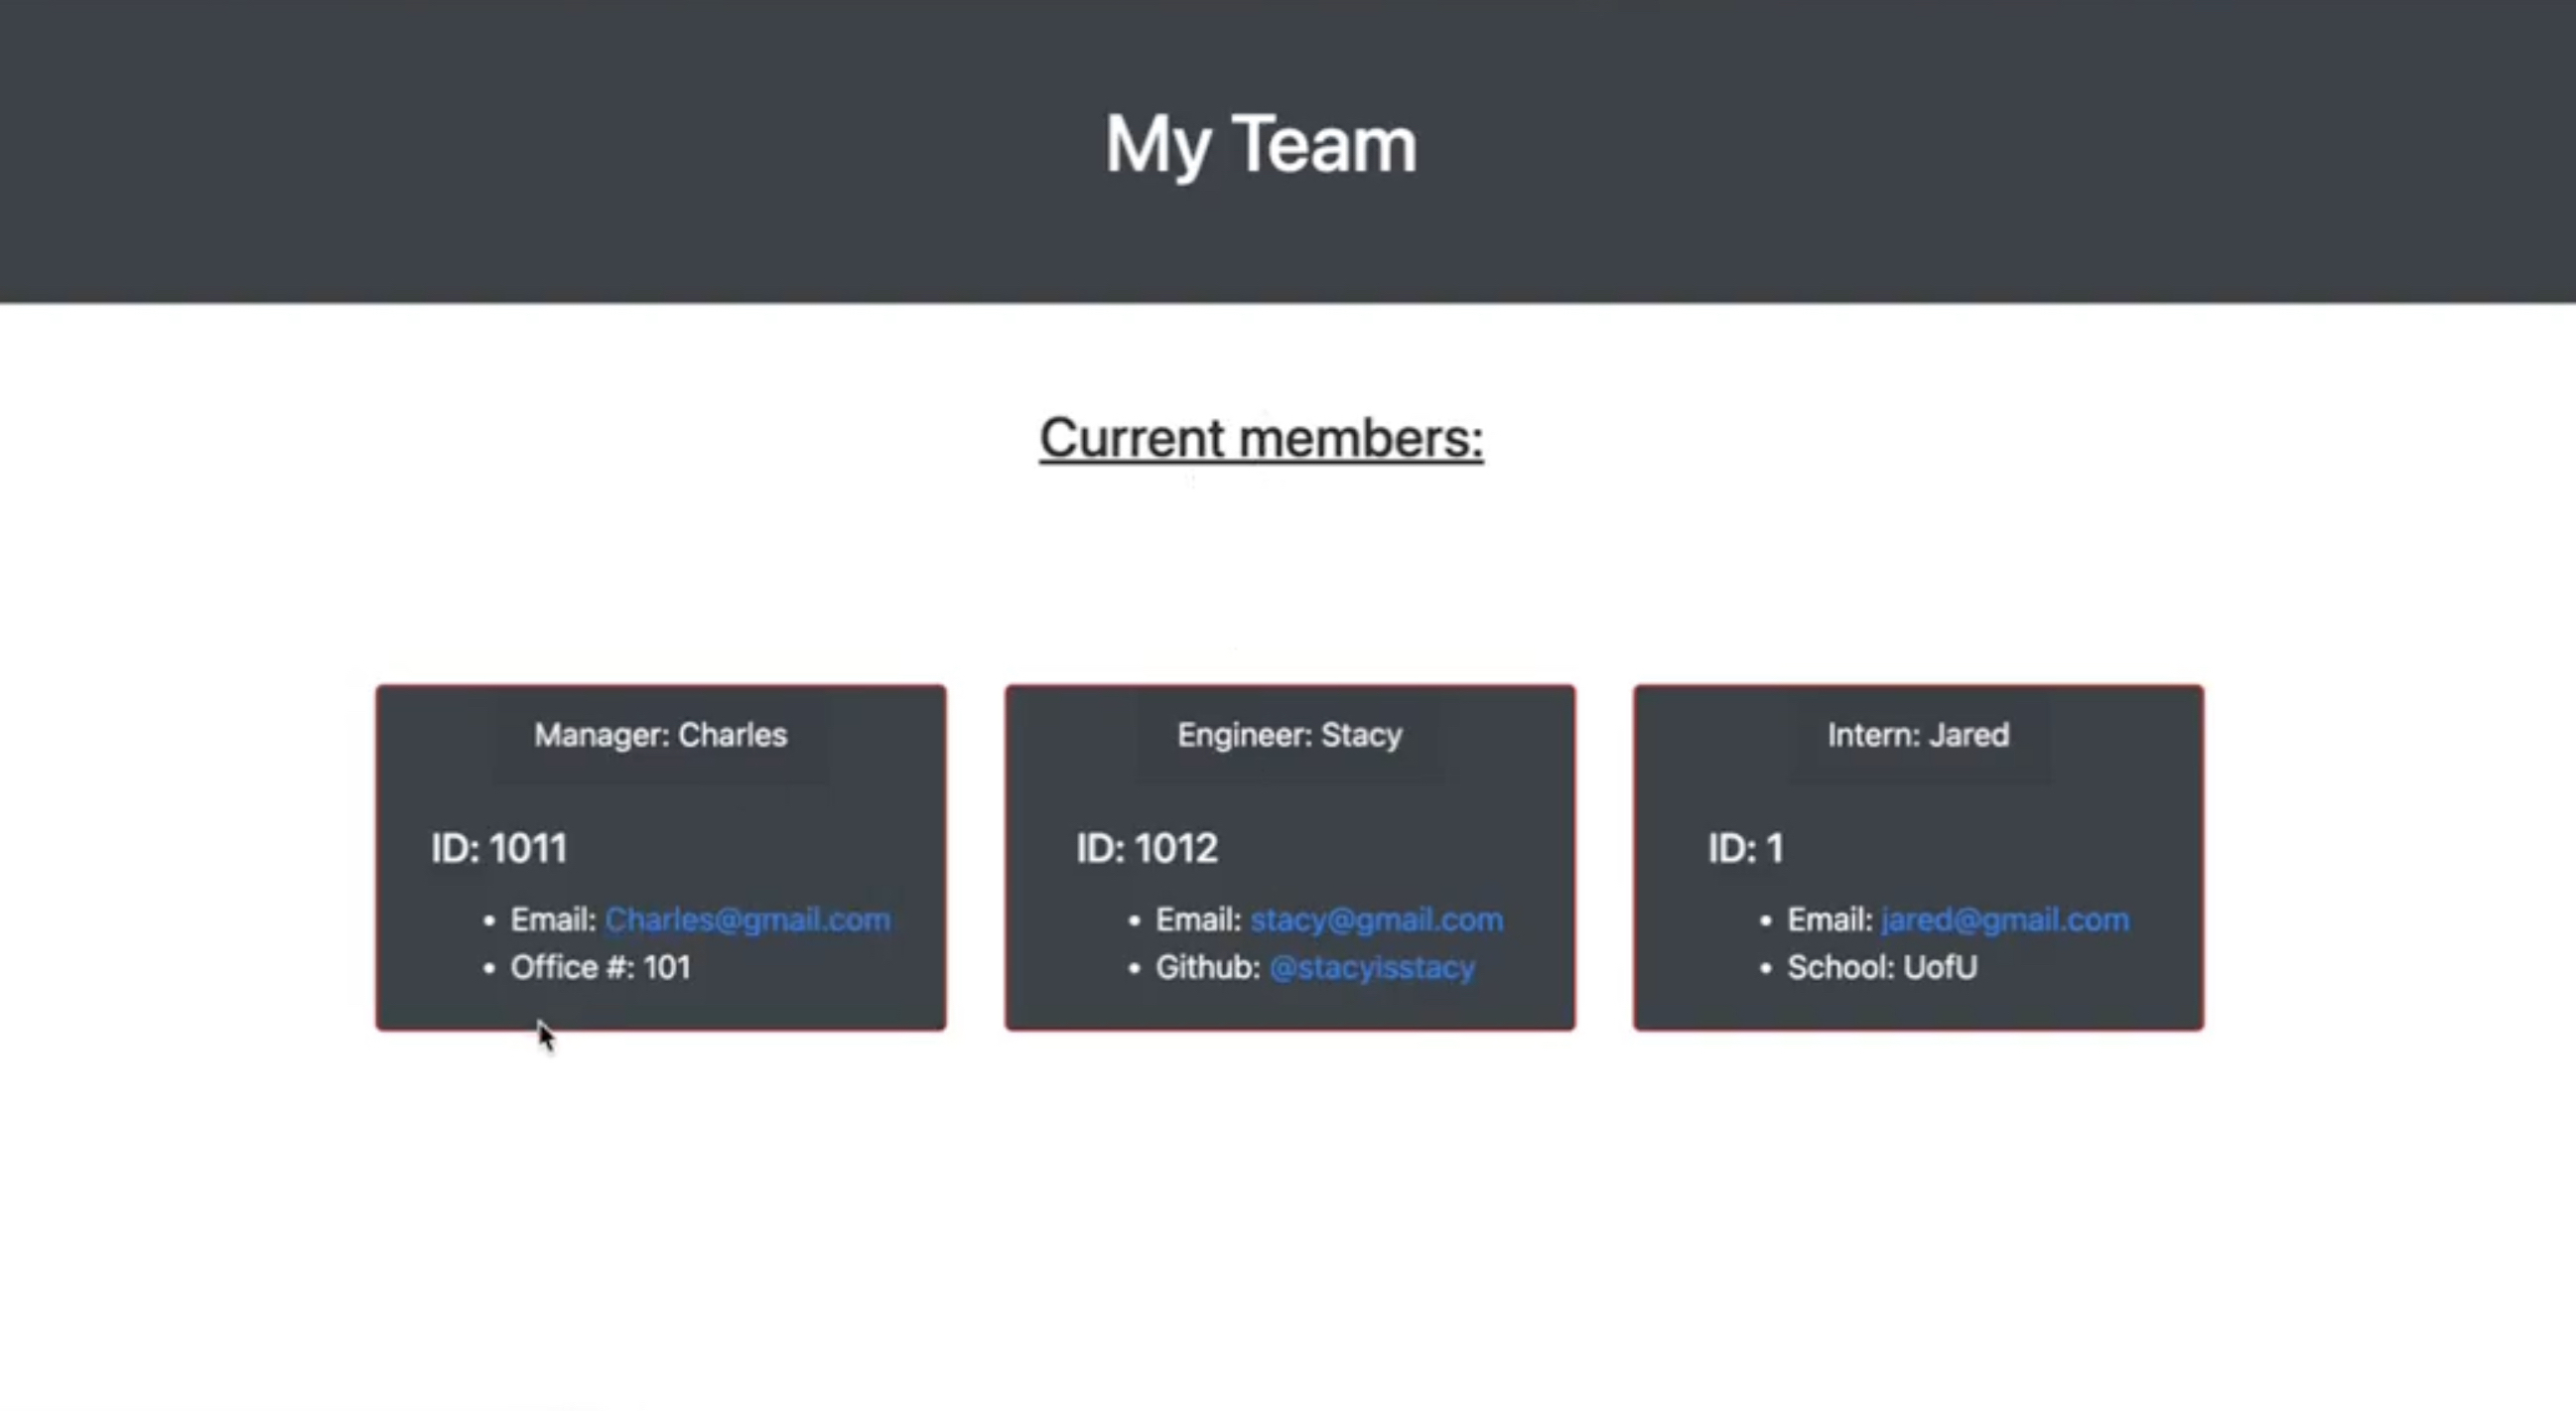 My Team
Current members:
Manager: Charles
ID: 1011
• Email: Charles@gmail.com
• Office #: 101
Engineer: Stacy
ID: 1012
• Email: stacy@gmail.com
• Github: @stacyisstacy
Intern: Jared
ID: 1
• Email: jared@gmail.com
• School: UofU